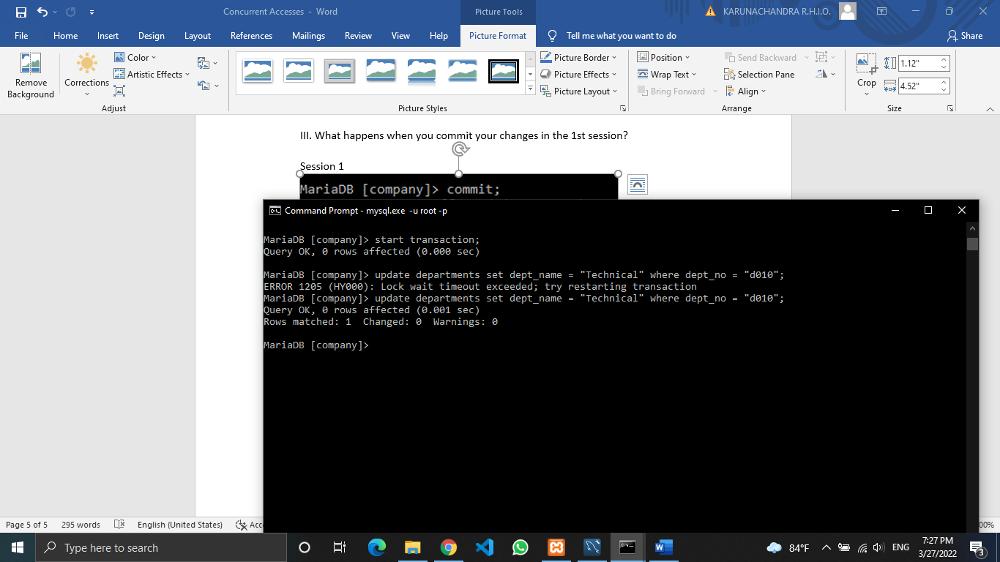 Concurrent Accesses - Word
Picture Tools
KARUNACHANDRA R.H.I.O.
File Home Insert Design Layout References Mailings Review View Help Picture Format Tell me what you want to do Share
Remove Background
Corrections
Color
Artistic Effects
Adjust
Picture Styles
Picture Border
Picture Effects
Picture Layout
Position
Wrap Text
Bring Forward
Send Backward
Selection Pane
Align
Arrange
Crop
1.12"
4.52"
Size
III. What happens when you commit your changes in the 1st session?
Session 1
MariaDB [company]> commit;
Command Prompt - mysql.exe -u root -p
MariaDB [company]> start transaction;
Query OK, 0 rows affected (0.000 sec)
MariaDB [company]> update departments set dept_name = "Technical" where dept_no = "d010";
ERROR 1205 (HY000): Lock wait timeout exceeded; try restarting transaction
MariaDB [company]> update departments set dept_name = "Technical" where dept_no = "d010";
Query OK, 0 rows affected (0.001 sec)
Rows matched: 1 Changed: 0 Warnings: 0
MariaDB [company]>
Page 5 of 5 295 words English (United States) Acc 00%
Type here to search
84°F ENG
7:27 PM
3/27/2022
3